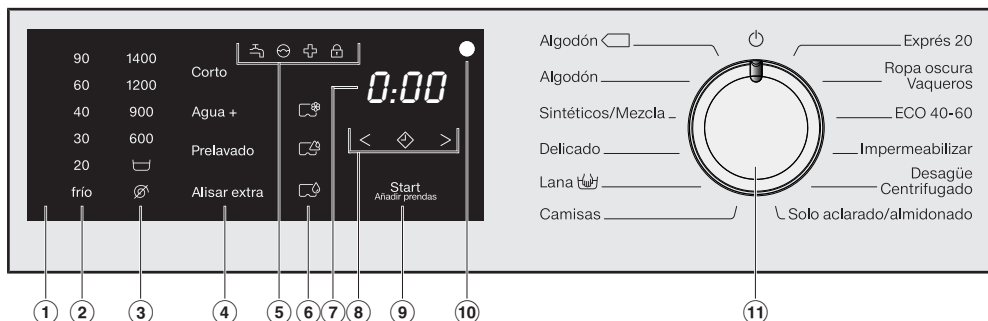 90
60
40
30
20
frío
1400
1200
900
600
Corto
Agua +
Prelavado
Alisar extra
0:00
< >
Start
Añadir prendas
Algodón
Algodón
Sintéticos/Mezcla
Delicado
Lana
Camisas
Exprés 20
Ropa oscura
Vaqueros
ECO 40-60
Impermeabilizar
Desagüe
Centrifugado
Solo aclarado/almidonado
1 2 3 4 5 6 7 8 9 10 11